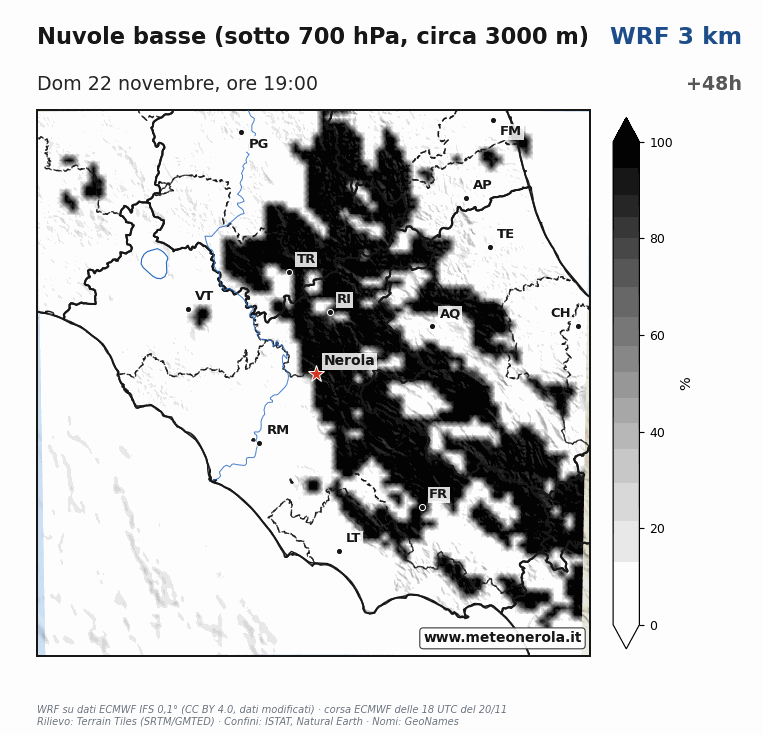 Nuvole basse (sotto 700 hPa, circa 3000 m) WRF 3 km
Dom 22 novembre, ore 19:00 +48h
FM
PG
AP
TE
TR
VT
RI
AQ
CH
Nerola
RM
FR
LT
www.meteonerola.it
100
80
60
40
20
0
%
WRF su dati ECMWF IFS 0,1° (CC BY 4.0, dati modificati) · corsa ECMWF delle 18 UTC del 20/11
Rilievo: Terrain Tiles (SRTM/GMTED) · Confini: ISTAT, Natural Earth · Nomi: GeoNames